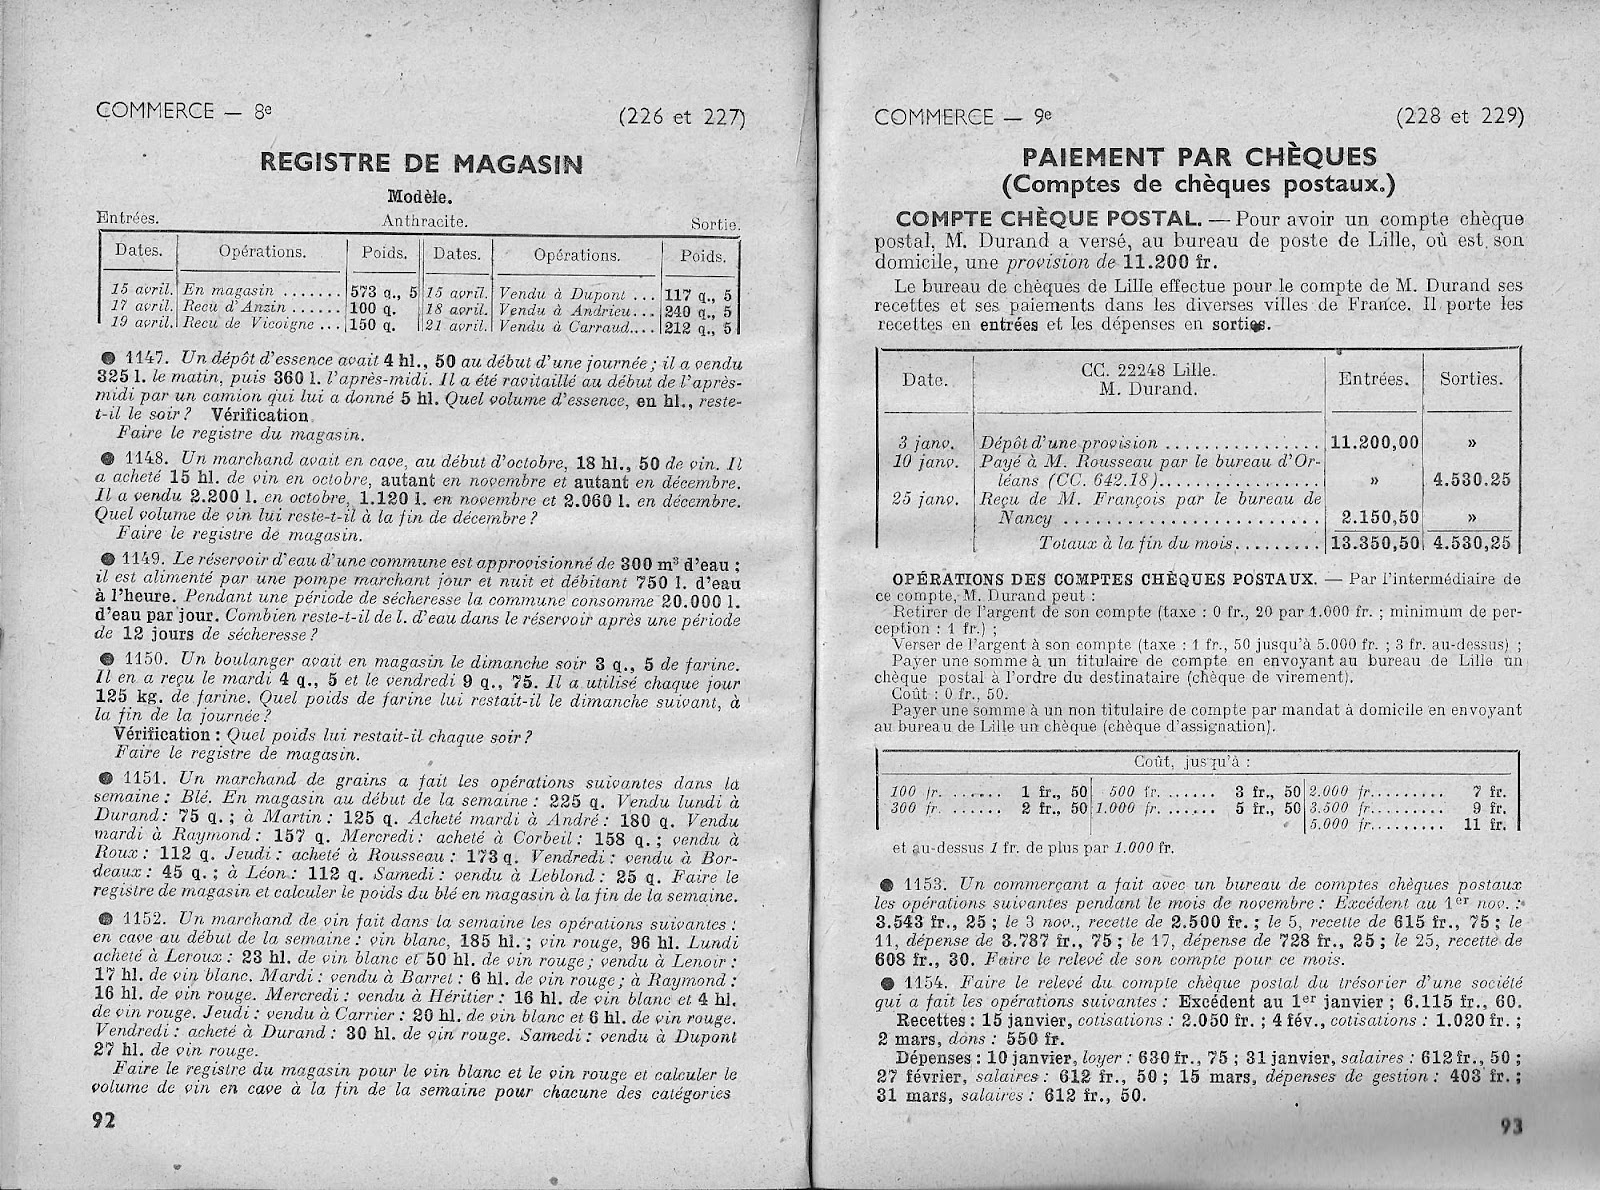 COMMERCE — 8e (226 et 227)
REGISTRE DE MAGASIN
Modèle.
Entrées. Anthracite. Sortie.
Dates. Opérations. Poids. Dates. Opérations. Poids.
15 avril. En magasin ....... 573 q., 5 15 avril. Vendu à Dupont ... 117 q., 5
17 avril. Recu d'Anzin ...... 100 q. 18 avril. Vendu à Andrieu... 240 q., 5
19 avril. Recu de Vicoigne ... 150 q. 21 avril. Vendu à Carraud.... 212 q., 5
● 1147. Un dépôt d'essence avait 4 hl., 50 au début d'une journée ; il a vendu
325 l. le matin, puis 360 l. l'après-midi. Il a été ravitaillé au début de l'après-
midi par un camion qui lui a donné 5 hl. Quel volume d'essence, en hl., reste-
t-il le soir ? Vérification.
Faire le registre du magasin.
● 1148. Un marchand avait en cave, au début d'octobre, 18 hl., 50 de vin. Il
a acheté 15 hl. de vin en octobre, autant en novembre et autant en décembre.
Il a vendu 2.200 l. en octobre, 1.120 l. en novembre et 2.060 l. en décembre.
Quel volume de vin lui reste-t-il à la fin de décembre ?
Faire le registre de magasin.
● 1149. Le réservoir d'eau d'une commune est approvisionné de 300 m³ d'eau ;
il est alimenté par une pompe marchant jour et nuit et débitant 750 l. d'eau
à l'heure. Pendant une période de sécheresse la commune consomme 20.000 l.
d'eau par jour. Combien reste-t-il de l. d'eau dans le réservoir après une période
de 12 jours de sécheresse ?
● 1150. Un boulanger avait en magasin le dimanche soir 3 q., 5 de farine.
Il en a reçu le mardi 4 q., 5 et le vendredi 9 q., 75. Il a utilisé chaque jour
125 kg. de farine. Quel poids de farine lui restait-il le dimanche suivant, à
la fin de la journée ?
Vérification : Quel poids lui restait-il chaque soir ?
Faire le registre de magasin.
● 1151. Un marchand de grains a fait les opérations suivantes dans la
semaine : Blé. En magasin au début de la semaine : 225 q. Vendu lundi à
Durand : 75 q. ; à Martin : 125 q. Acheté mardi à André : 180 q. Vendu
mardi à Raymond : 157 q. Mercredi : acheté à Corbeil : 158 q. ; vendu à
Roux : 112 q. Jeudi : acheté à Rousseau : 173 q. Vendredi : vendu à Bor-
deaux : 45 q. ; à Léon : 112 q. Samedi : vendu à Leblond : 25 q. Faire le
registre de magasin et calculer le poids du blé en magasin à la fin de la semaine.
● 1152. Un marchand de vin fait dans la semaine les opérations suivantes :
en cave au début de la semaine : vin blanc, 185 hl. ; vin rouge, 96 hl. Lundi
acheté à Leroux : 23 hl. de vin blanc et 50 hl. de vin rouge ; vendu à Lenoir :
17 hl. de vin blanc. Mardi : vendu à Barret : 6 hl. de vin rouge ; à Raymond :
16 hl. de vin rouge. Mercredi : vendu à Héritier : 16 hl. de vin blanc et 4 hl.
de vin rouge. Jeudi : vendu à Carrier : 20 hl. de vin blanc et 6 hl. de vin rouge.
Vendredi : acheté à Durand : 30 hl. de vin rouge. Samedi : vendu à Dupont
27 hl. de vin rouge.
Faire le registre du magasin pour le vin blanc et le vin rouge et calculer le
volume de vin en cave à la fin de la semaine pour chacune des catégories
92
COMMERCE — 9e (228 et 229)
PAIEMENT PAR CHÈQUES
(Comptes de chèques postaux.)
COMPTE CHÈQUE POSTAL. — Pour avoir un compte chèque
postal, M. Durand a versé, au bureau de poste de Lille, où est son
domicile, une provision de 11.200 fr.
Le bureau de chèques de Lille effectue pour le compte de M. Durand ses
recettes et ses paiements dans les diverses villes de France. Il porte les
recettes en entrées et les dépenses en sorties.
Date. CC. 22248 Lille. M. Durand. Entrées. Sorties.
3 janv. Dépôt d'une provision ................ 11.200,00 »
10 janv. Payé à M. Rousseau par le bureau d'Or-
léans (CC. 642.18)................. » 4.530.25
25 janv. Reçu de M. François par le bureau de
Nancy ........................ 2.150,50 »
Totaux à la fin du mois......... 13.350,50 4.530,25
OPÉRATIONS DES COMPTES CHÈQUES POSTAUX. — Par l'intermédiaire de
ce compte, M. Durand peut :
Retirer de l'argent de son compte (taxe : 0 fr., 20 par 1.000 fr. ; minimum de per-
ception : 1 fr.) ;
Verser de l'argent à son compte (taxe : 1 fr., 50 jusqu'à 5.000 fr. ; 3 fr. au-dessus) ;
Payer une somme à un titulaire de compte en envoyant au bureau de Lille un
chèque postal à l'ordre du destinataire (chèque de virement).
Coût : 0 fr., 50.
Payer une somme à un non titulaire de compte par mandat à domicile en envoyant
au bureau de Lille un chèque (chèque d'assignation).
Coût, jusqu'à :
100 fr. ....... 1 fr., 50 500 fr. ...... 3 fr., 50 2.000 fr......... 7 fr.
300 fr. ...... 2 fr., 50 1.000 fr. ...... 5 fr., 50 3.500 fr......... 9 fr.
5.000 fr......... 11 fr.
et au-dessus 1 fr. de plus par 1.000 fr.
● 1153. Un commerçant a fait avec un bureau de comptes chèques postaux
les opérations suivantes pendant le mois de novembre : Excédent au 1er nov. :
3.543 fr., 25 ; le 3 nov., recette de 2.500 fr. ; le 5, recette de 615 fr., 75 ; le
11, dépense de 3.787 fr., 75 ; le 17, dépense de 728 fr., 25 ; le 25, recette de
608 fr., 30. Faire le relevé de son compte pour ce mois.
● 1154. Faire le relevé du compte chèque postal du trésorier d'une société
qui a fait les opérations suivantes : Excédent au 1er janvier ; 6.115 fr., 60.
Recettes : 15 janvier, cotisations : 2.050 fr. ; 4 fév., cotisations : 1.020 fr. ;
2 mars, dons : 550 fr.
Dépenses : 10 janvier, loyer : 630 fr., 75 ; 31 janvier, salaires : 612 fr., 50 ;
27 février, salaires : 612 fr., 50 ; 15 mars, dépenses de gestion : 403 fr. ;
31 mars, salaires : 612 fr., 50.
93